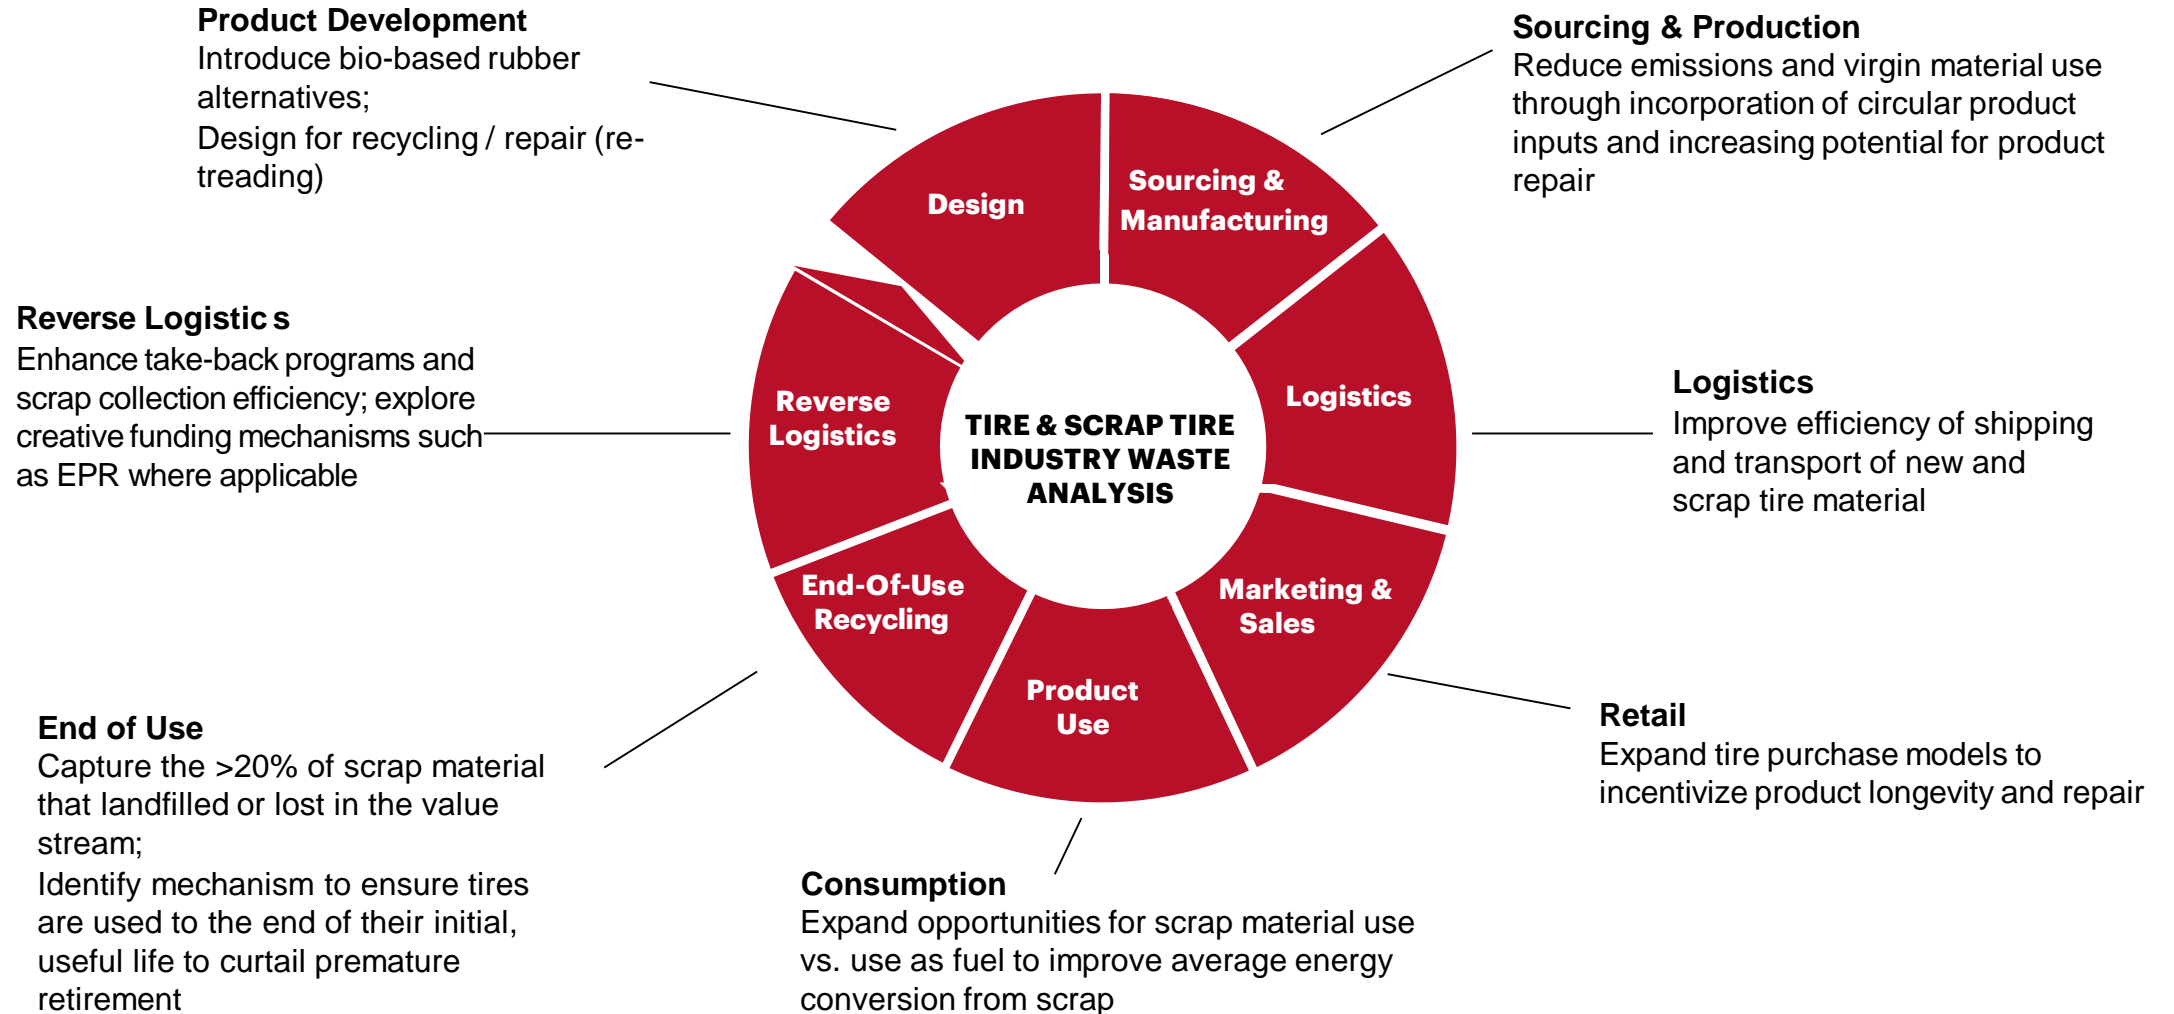 Product Development
Introduce bio-based rubber
alternatives;
Design for recycling / repair (re-
treading)
Sourcing & Production
Reduce emissions and virgin material use
through incorporation of circular product
inputs and increasing potential for product
repair
Design
Sourcing &
Manufacturing
Reverse Logistic s
Enhance take-back programs and
scrap collection efficiency; explore
creative funding mechanisms such
as EPR where applicable
Reverse
Logistics
TIRE & SCRAP TIRE
INDUSTRY WASTE
ANALYSIS
Logistics
Logistics
Improve efficiency of shipping
and transport of new and
scrap tire material
End-Of-Use
Recycling
Marketing &
Sales
Product
Use
End of Use
Capture the >20% of scrap material
that landfilled or lost in the value
stream;
Identify mechanism to ensure tires
are used to the end of their initial,
useful life to curtail premature
retirement
Consumption
Expand opportunities for scrap material use
vs. use as fuel to improve average energy
conversion from scrap
Retail
Expand tire purchase models to
incentivize product longevity and repair